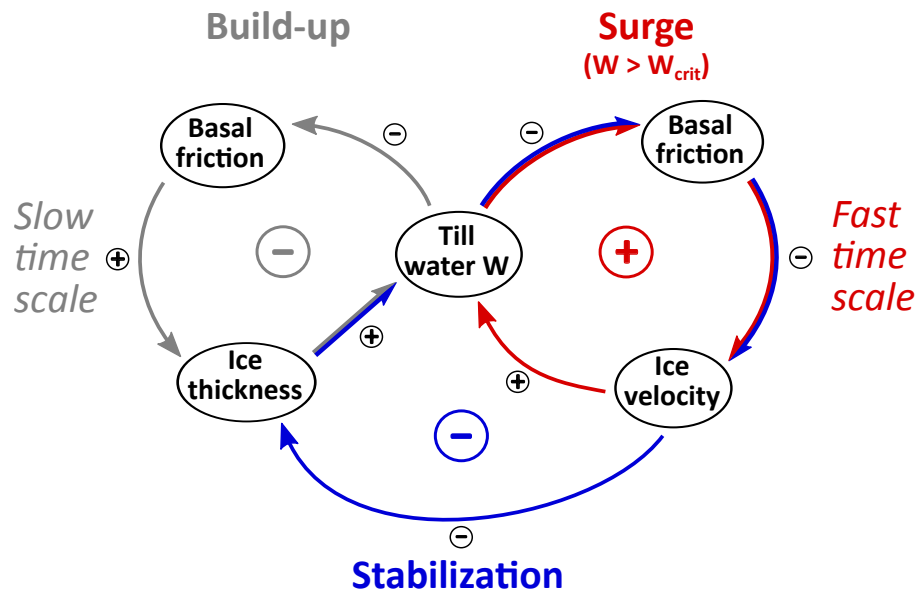 Build-up
Surge
(W > Wcrit)
Basal
friction
−
−
Basal
friction
Slow
time
scale
+
−
Till
water W
+
−
Fast
time
scale
Ice
thickness
+
+
Ice
velocity
−
−
Stabilization